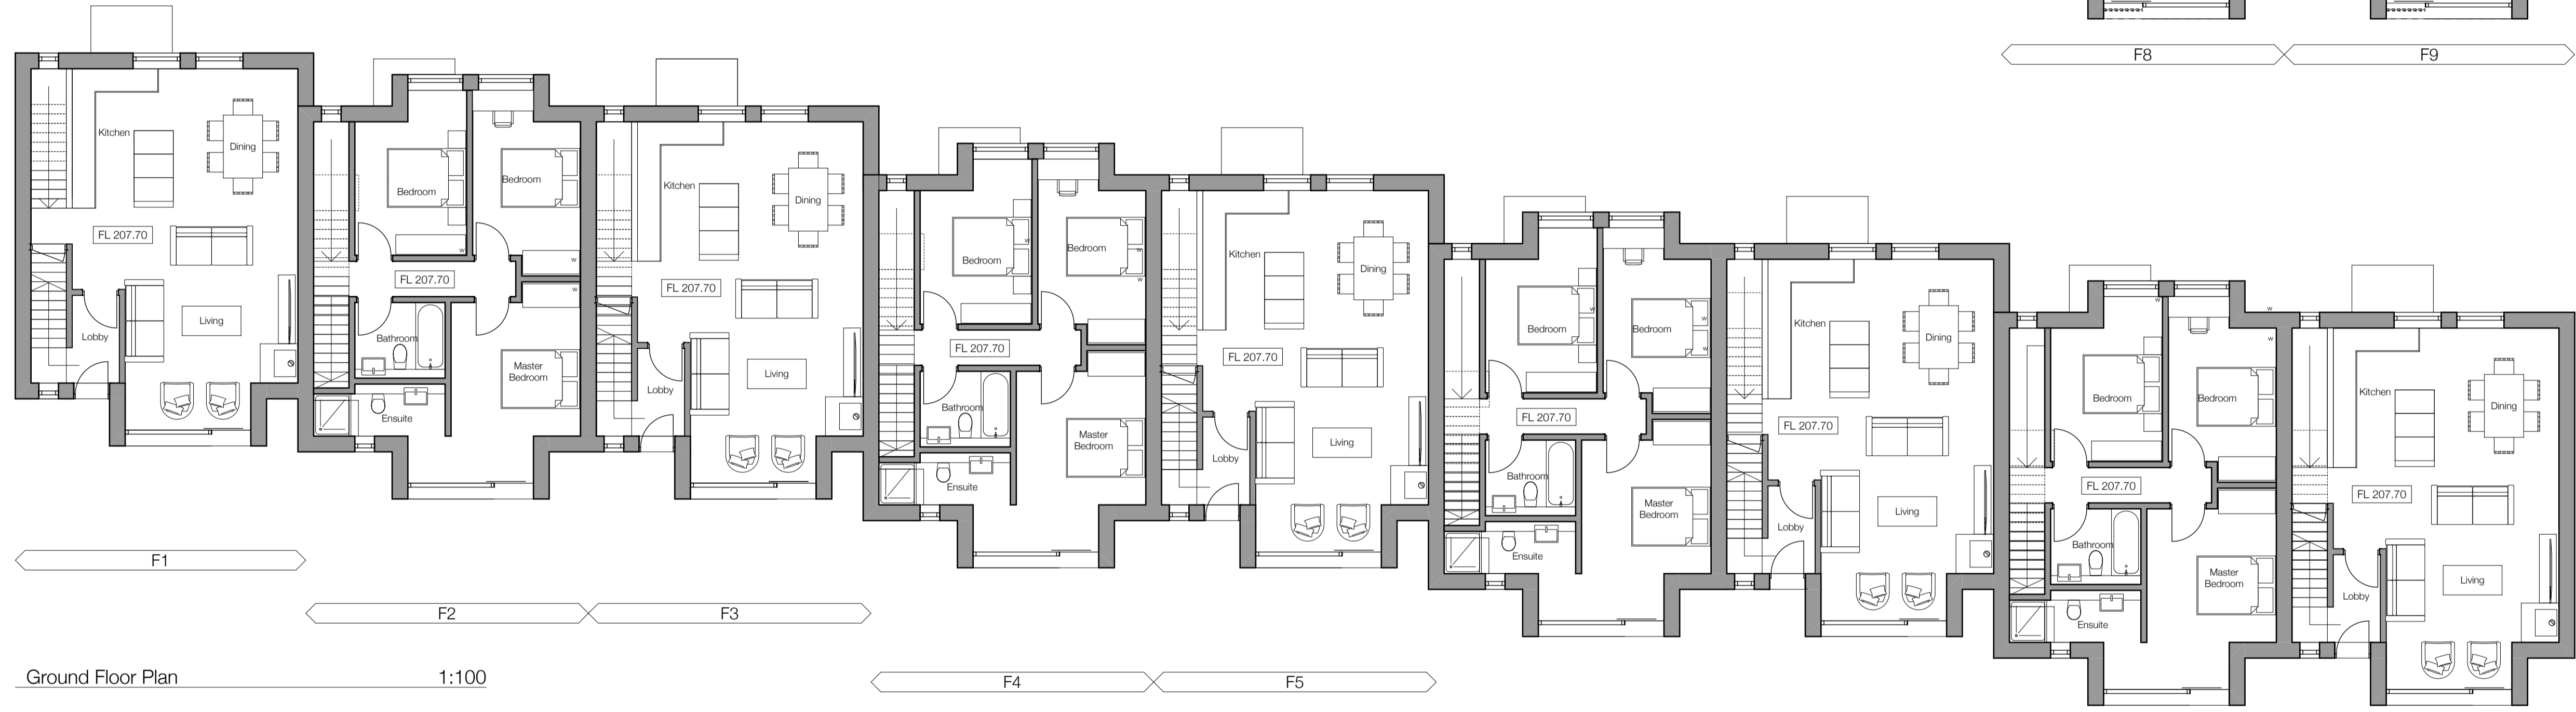 F8
F9
Kitchen
Dining
FL 207.70
Living
Lobby
Bedroom
Bedroom
W
W
FL 207.70
W
Bathroom
Master
Bedroom
Ensuite
Kitchen
Dining
FL 207.70
Living
Lobby
Bedroom
Bedroom
W
W
W
FL 207.70
Bathroom
Master
Bedroom
Ensuite
Kitchen
Dining
FL 207.70
Living
Lobby
Bedroom
Bedroom
W
W
W
FL 207.70
Bathroom
Master
Bedroom
Ensuite
Kitchen
Dining
FL 207.70
Living
Lobby
W
W
W
Bedroom
Bedroom
FL 207.70
Bathroom
Master
Bedroom
Ensuite
Kitchen
Dining
FL 207.70
Living
Lobby
F1
F2
F3
F4
F5
Ground Floor Plan 1:100